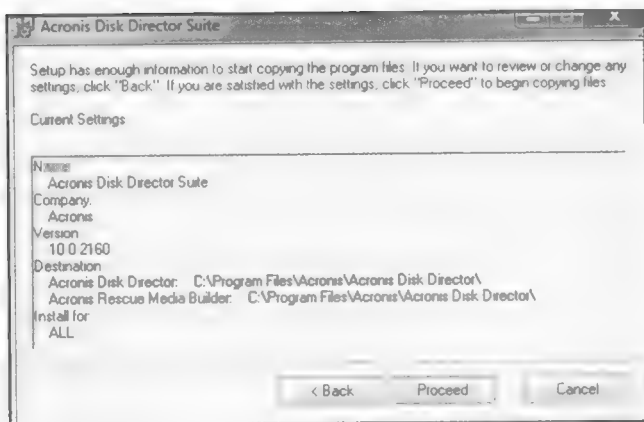 Acronis Disk Director Suite
Setup has enough information to start copying the program files. If you want to review or change any
settings, click "Back" If you are satisfied with the settings, click "Proceed" to begin copying files
Current Settings
Name
Acronis Disk Director Suite
Company.
Acronis
Version
10 0 2160
Destination
Acronis Disk Director: C:\Program Files\Acronis\Acronis Disk Director\
Acronis Rescue Media Builder: C:\Program Files\Acronis\Acronis Disk Director\
Install for
ALL
< Back Proceed Cancel